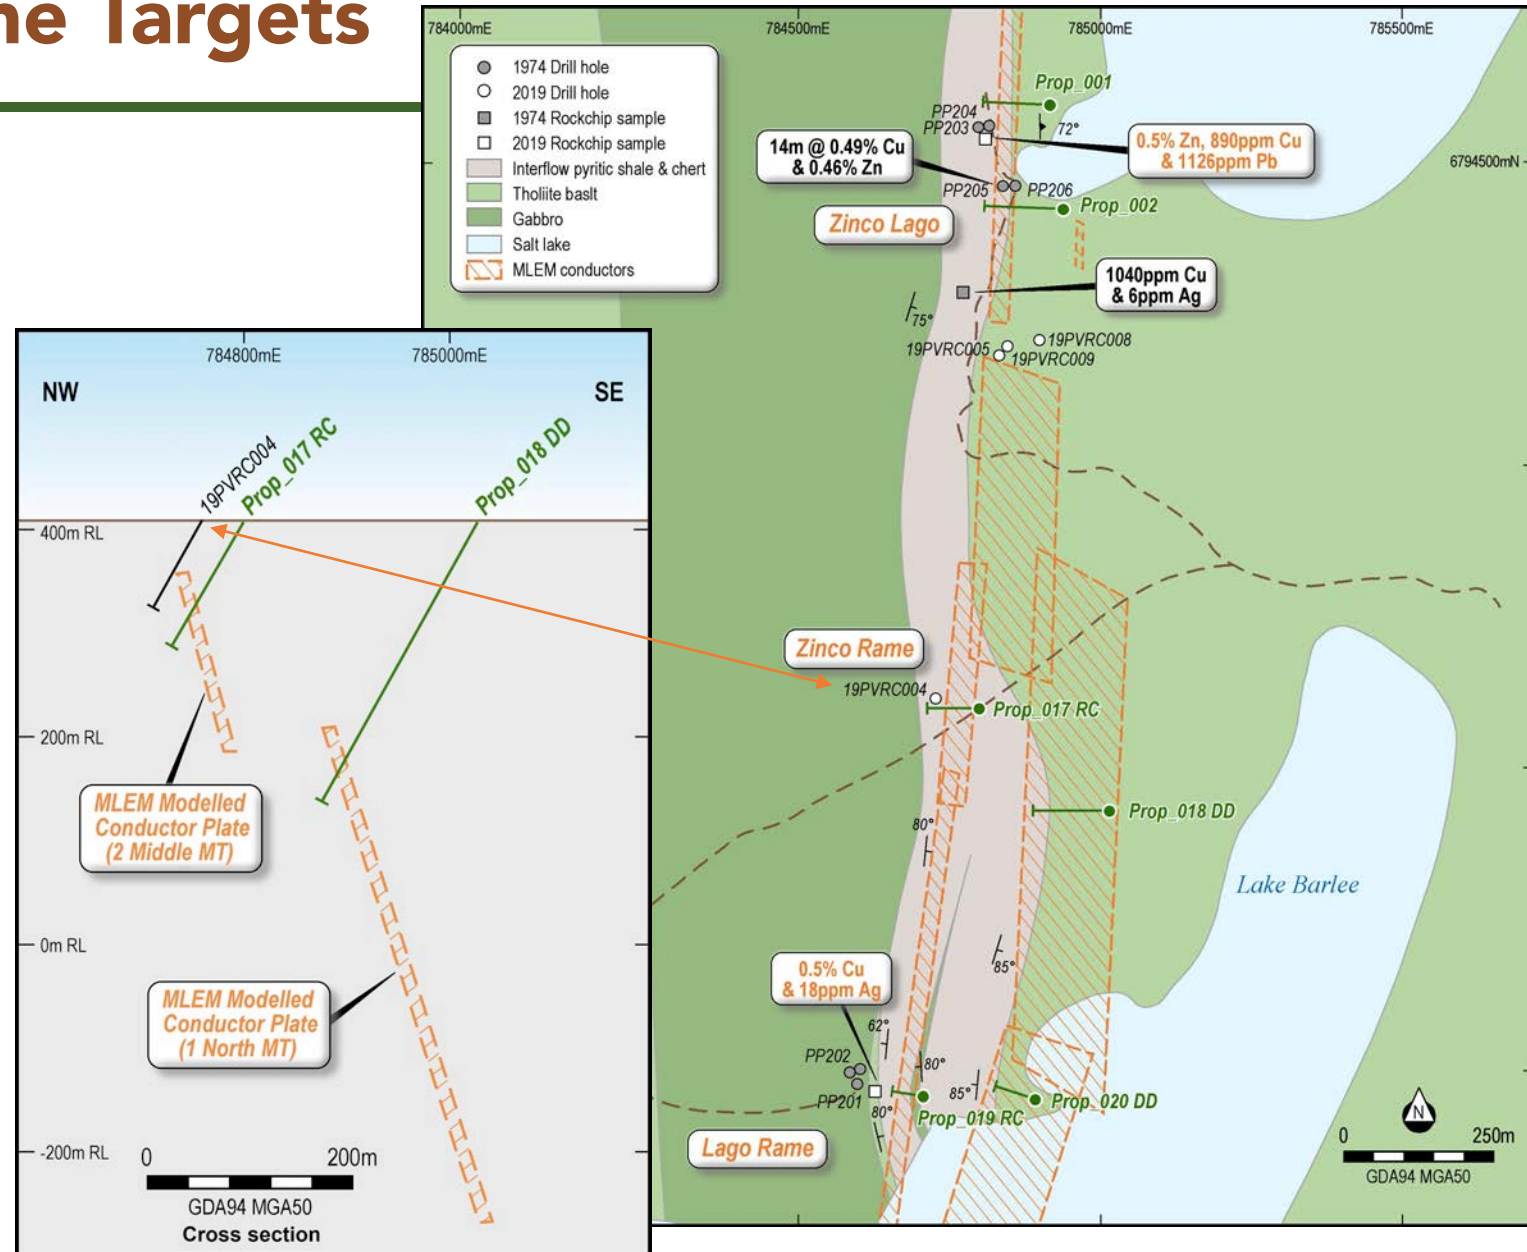 ne Targets
784000mE
784500mE
785000mE
785500mE
1974 Drill hole
2019 Drill hole
1974 Rockchip sample
2019 Rockchip sample
Interflow pyritic shale & chert
Tholiite baslt
Gabbro
Salt lake
MLEM conductors
Prop_001
PP204
PP203
72°
14m @ 0.49% Cu
& 0.46% Zn
0.5% Zn, 890ppm Cu
& 1126ppm Pb
6794500mN
PP205
PP206
Prop_002
Zinco Lago
1040ppm Cu
& 6ppm Ag
75°
19PVRC005
19PVRC008
19PVRC009
Zinco Rame
19PVRC004
Prop_017 RC
Prop_018 DD
80°
Lake Barlee
85°
0.5% Cu
& 18ppm Ag
62°
PP202
80°
85°
PP201
80°
Prop_019 RC
Prop_020 DD
Lago Rame
N
0
250m
GDA94 MGA50
784800mE
785000mE
NW
SE
19PVRC004
Prop_017 RC
Prop_018 DD
400m RL
200m RL
MLEM Modelled
Conductor Plate
(2 Middle MT)
0m RL
MLEM Modelled
Conductor Plate
(1 North MT)
-200m RL
0
200m
GDA94 MGA50
Cross section